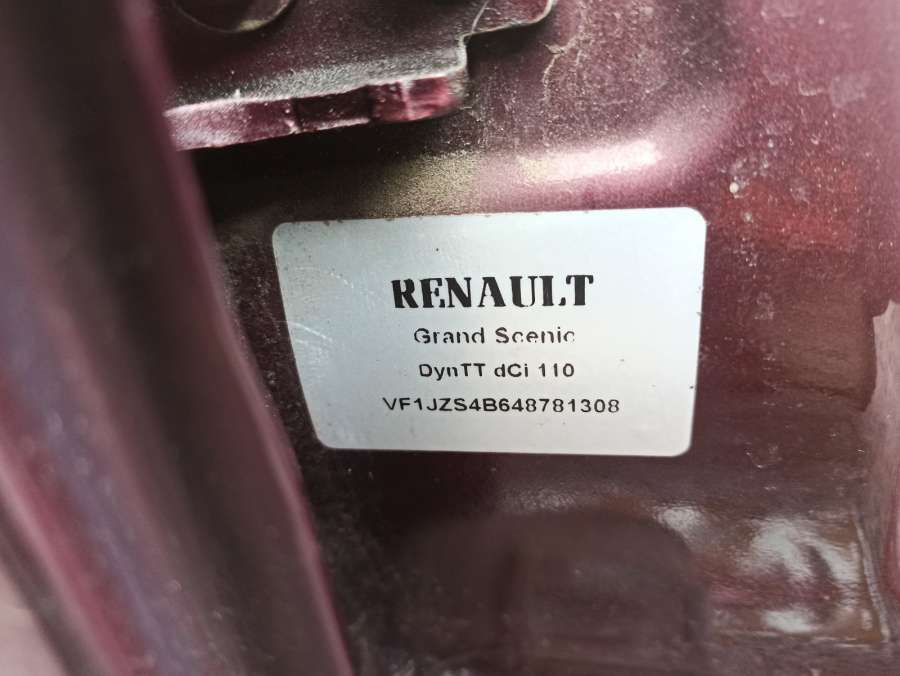 RENAULT
Grand Scenic
DynTT dCi 110
VF1JZS4B648781308